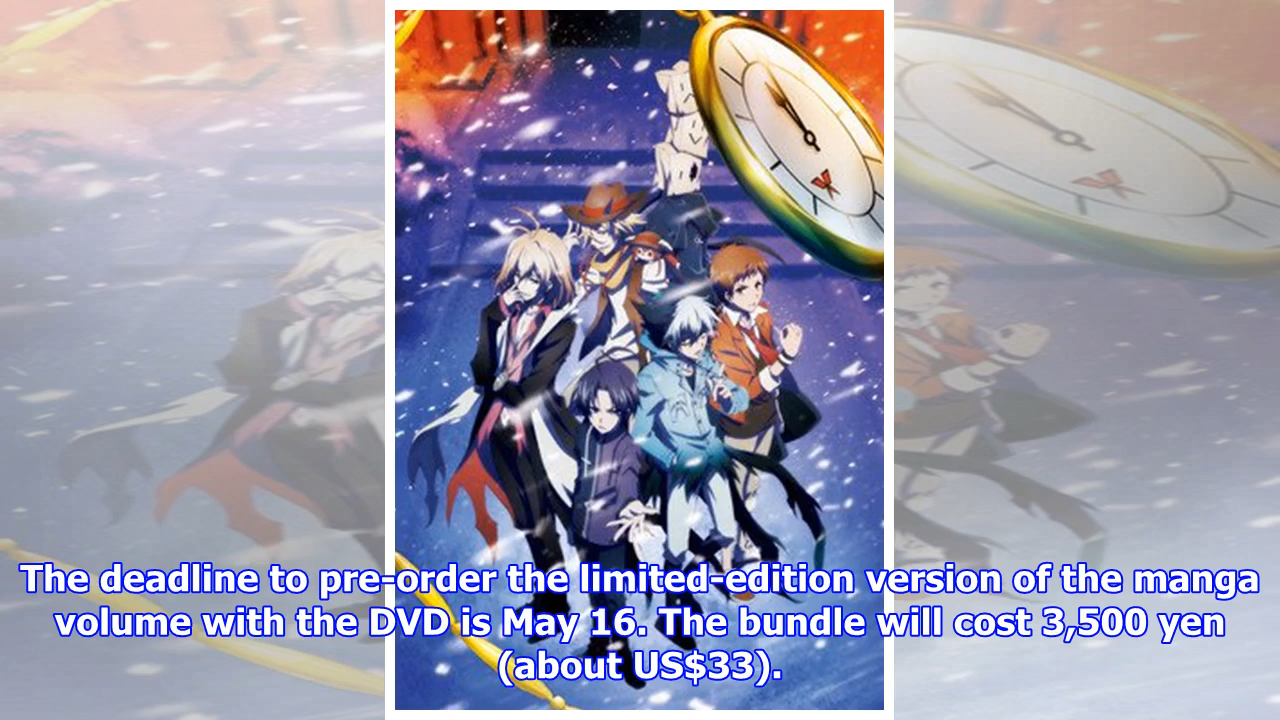 The deadline to pre-order the limited-edition version of the manga
volume with the DVD is May 16. The bundle will cost 3,500 yen
(about US$33).